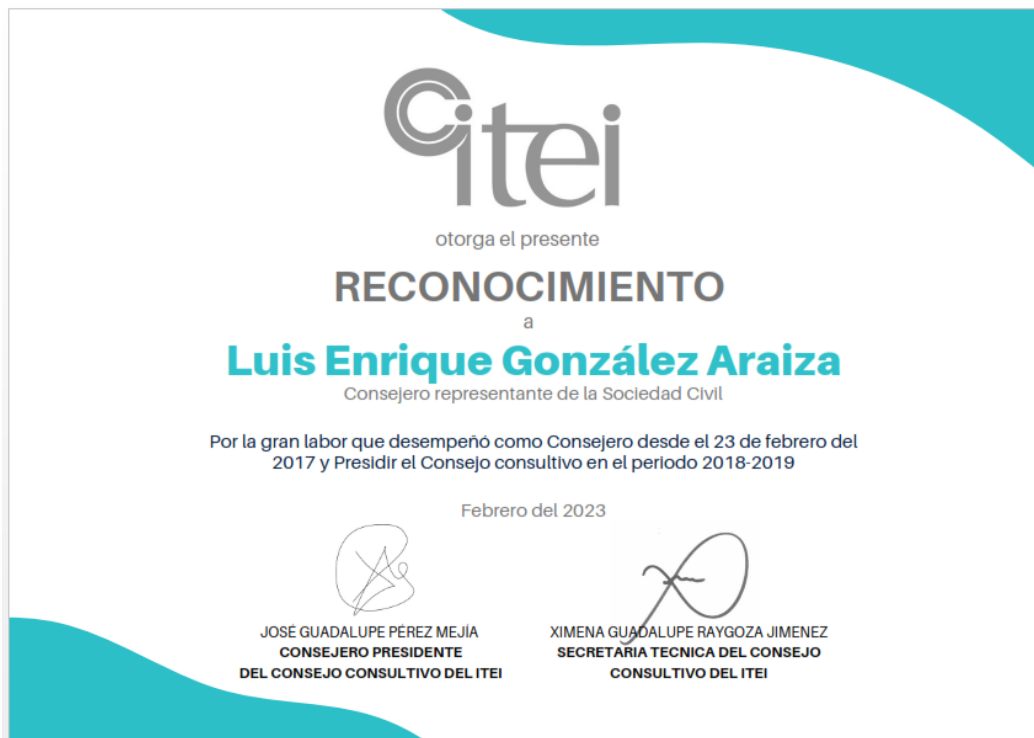 Citei
otorga el presente
RECONOCIMIENTO
a
Luis Enrique González Araiza
Consejero representante de la Sociedad Civil
Por la gran labor que desempeñó como Consejero desde el 23 de febrero del
2017 y Presidir el Consejo consultivo en el periodo 2018-2019
Febrero del 2023
JOSÉ GUADALUPE PÉREZ MEJÍA
CONSEJERO PRESIDENTE
DEL CONSEJO CONSULTIVO DEL ITEI
XIMENA GUADALUPE RAYGOZA JIMENEZ
SECRETARIA TECNICA DEL CONSEJO
CONSULTIVO DEL ITEI